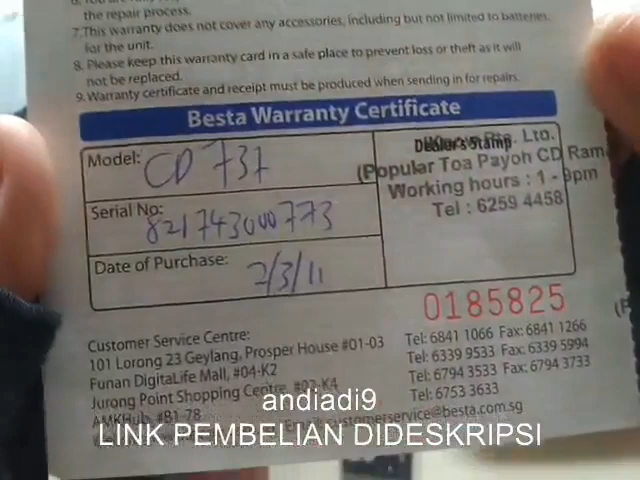 the repair process.
7.This warranty does not cover any accessories, including but not limited to batteries,
for the unit.
8. Please keep this warranty card in a safe place to prevent loss or theft as it will
not be replaced.
9. Warranty certificate and receipt must be produced when sending in for repairs.
Besta Warranty Certificate
Model: CD 737
Dealer's Stamp
Pte. Ltd.
(Popular Toa Payoh CD Rama
Working hours : 1 - 8pm
Tel : 6259 4458
Serial No: 821743000773
Date of Purchase: 2/3/11
0185825
Customer Service Centre:
101 Lorong 23 Geylang, Prosper House #01-03
Tel: 6841 1066 Fax: 6841 1266
Funan DigitaLife Mall, #04-K2
Tel: 6339 9533 Fax: 6339 5994
Jurong Point Shopping Centre, #02-K4
Tel: 6794 3533 Fax: 6794 3733
AMKHub, #B1-78
Tel: 6753 3633
Email: customerservice@besta.com.sg
andiadi9
LINK PEMBELIAN DIDESKRIPSI